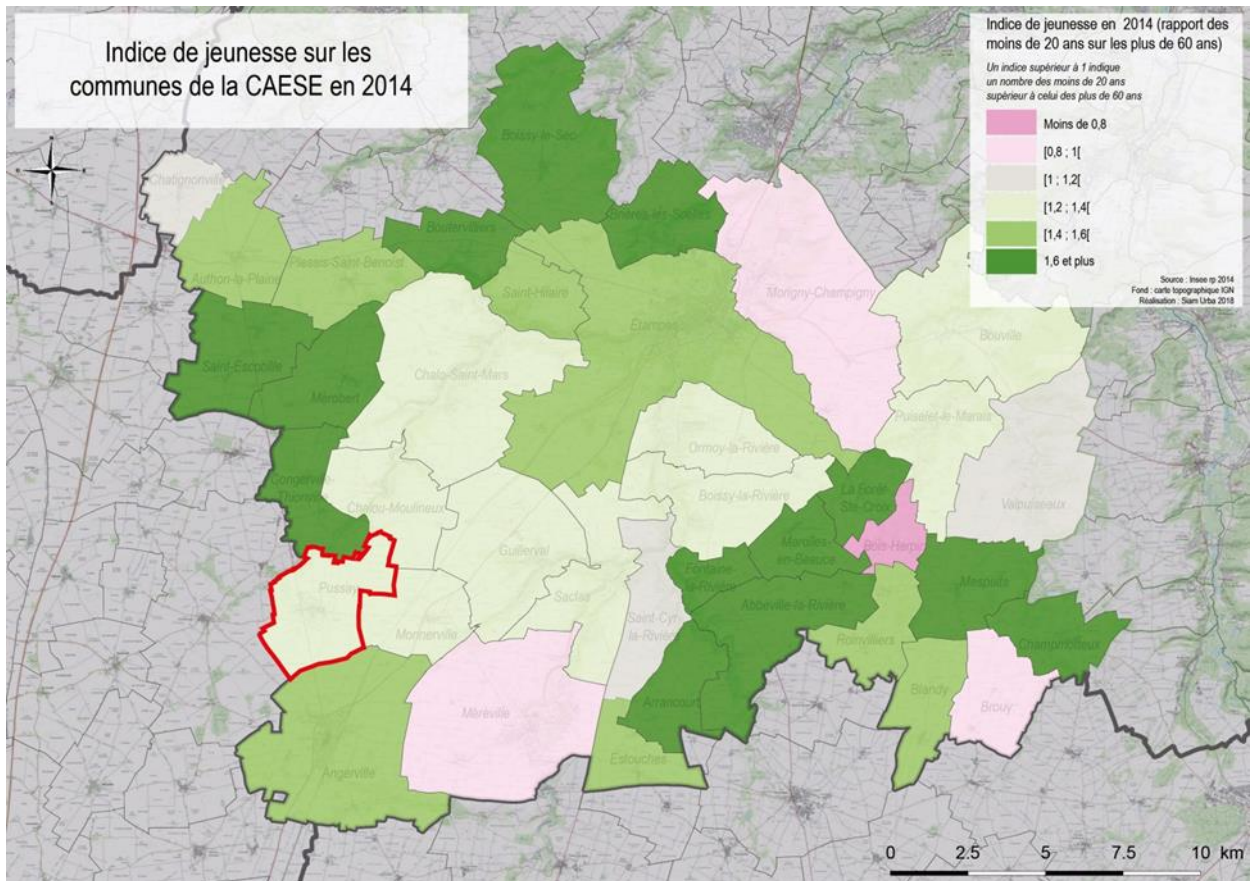 Indice de jeunesse sur les
communes de la CAESE en 2014
Indice de jeunesse en 2014 (rapport des
moins de 20 ans sur les plus de 60 ans)
Un indice supérieur à 1 indique
un nombre des moins de 20 ans
supérieur à celui des plus de 60 ans
Moins de 0,8
[0,8 ; 1[
[1 ; 1,2[
[1,2 ; 1,4[
[1,4 ; 1,6[
1,6 et plus
Source : Insee rp 2014
Fond : carte topographique IGN
Réalisation : Siam Urba 2018
Boissy-le-Sec
Chatignonville
Brières-les-Scellés
Boutervilliers
Plessis-Saint-Benoist
Authon-la-Plaine
Saint-Hilaire
Morigny-Champigny
Étampes
Bouville
Saint-Escobille
Chalo-Saint-Mars
Mérobert
Puiselet-le-Marais
Ormoy-la-Rivière
Congerville-
Thionville
Chalou-Moulineux
Boissy-la-Rivière
La Forêt-
Ste-Croix
Valpuiseaux
Guillerval
Marolles-
en-Beauce
Bois-Herpin
Pussay
Fontaine-
la-Rivière
Mespuits
Saclas
Abbéville-la-Rivière
Monnerville
Saint-Cyr-
la-Rivière
Roinvilliers
Champmotteux
Arrancourt
Blandy
Brouy
Méréville
Estouches
Angerville
0 2.5 5 7.5 10 km